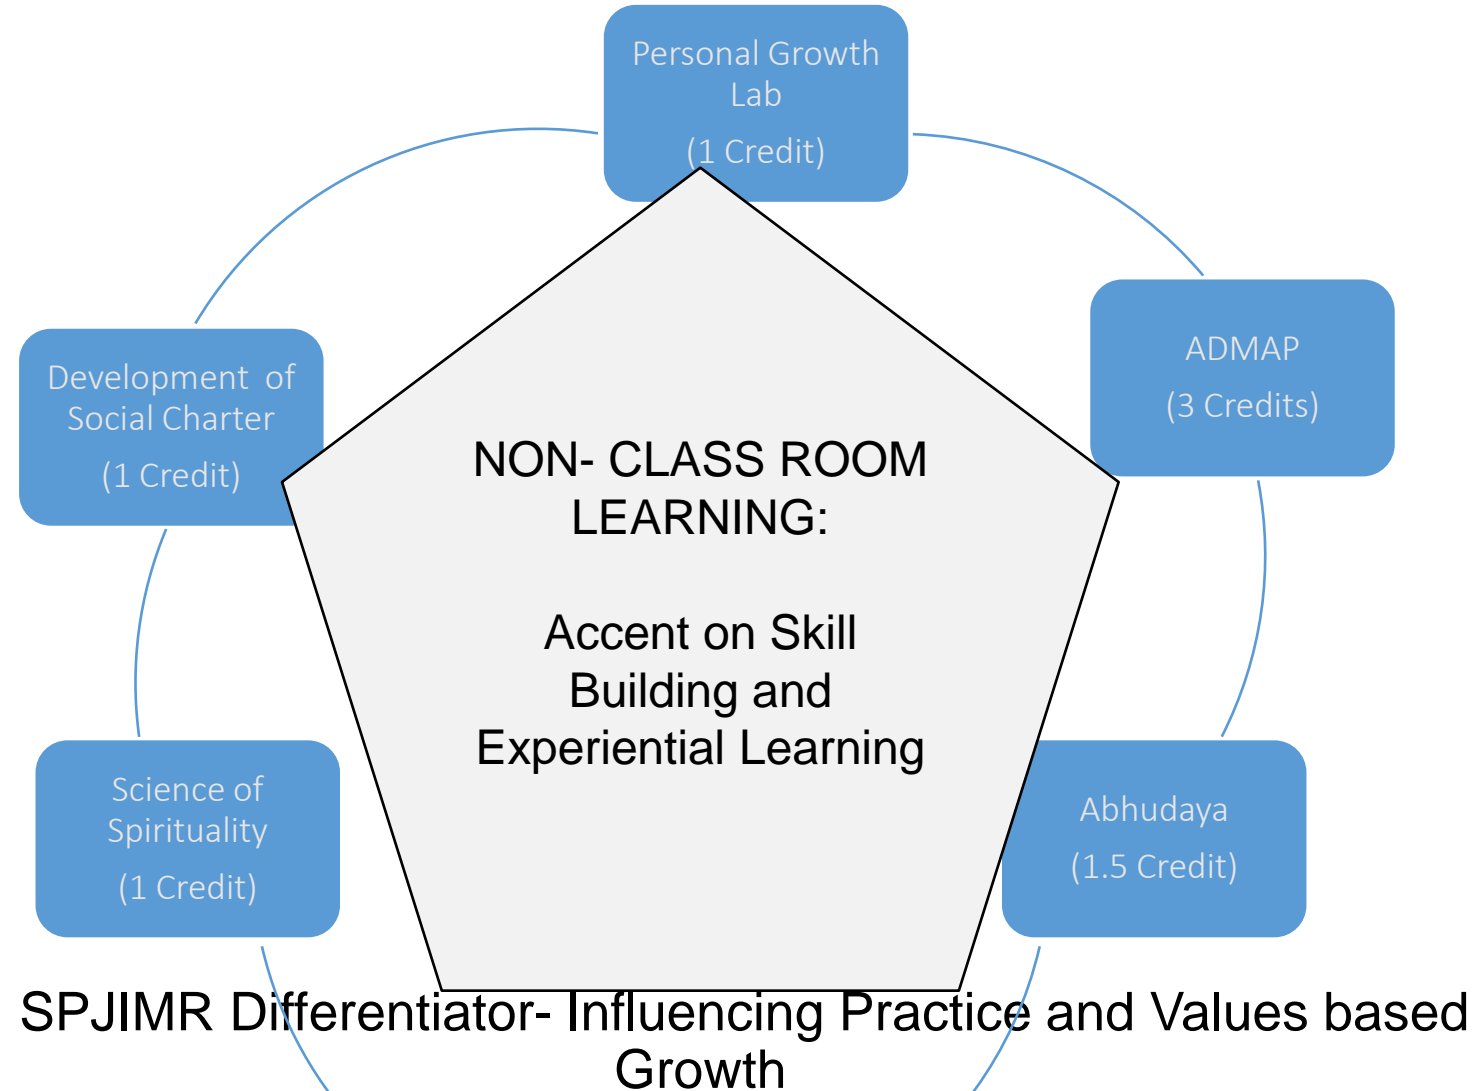 Personal Growth
Lab
(1 Credit)
Development of
Social Charter
(1 Credit)
ADMAP
(3 Credits)
NON- CLASS ROOM
LEARNING:
Accent on Skill
Building and
Experiential Learning
Science of
Spirituality
(1 Credit)
Abhudaya
(1.5 Credit)
SPJIMR Differentiator- Influencing Practice and Values based
Growth